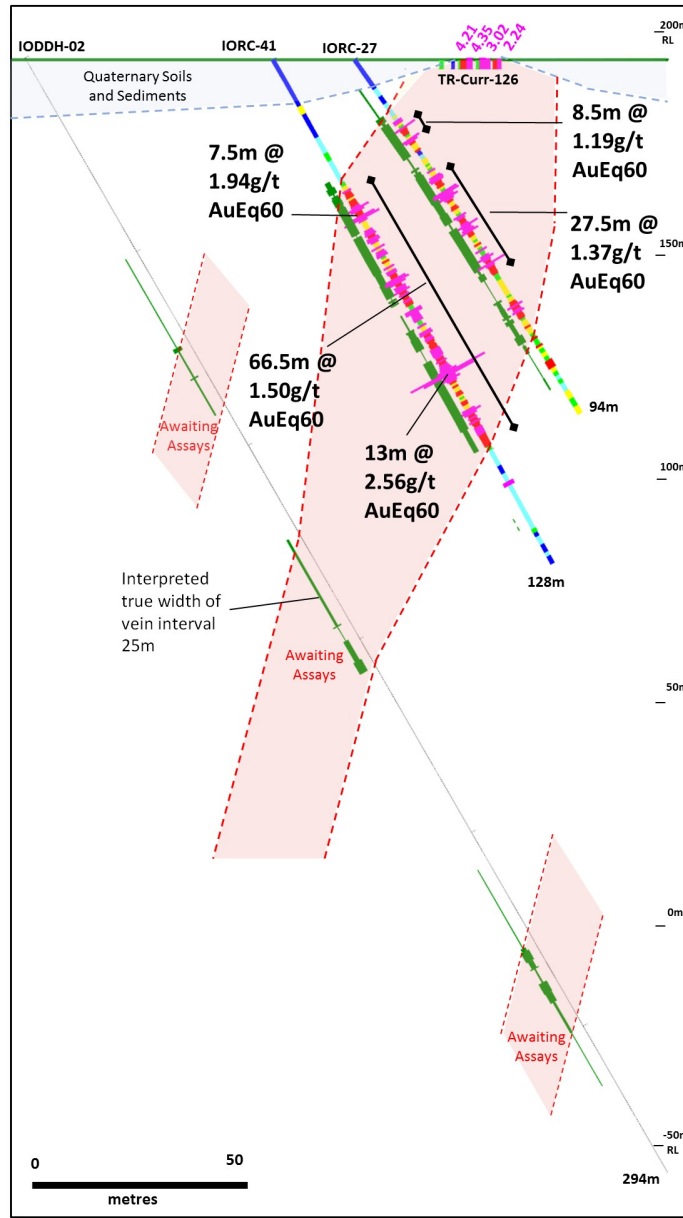 200m
RL
IODDH-02
IORC-41
IORC-27
4.21
4.35
3.02
2.24
TR-Curr-126
Quaternary Soils
and Sediments
8.5m @
1.19g/t
AuEq60
7.5m @
1.94g/t
AuEq60
27.5m @
1.37g/t
AuEq60
150m
66.5m @
1.50g/t
AuEq60
94m
Awaiting
Assays
13m @
2.56g/t
AuEq60
100m
128m
Interpreted
true width of
vein interval
25m
Awaiting
Assays
50m
0m
Awaiting
Assays
-50m
RL
294m
0
50
metres